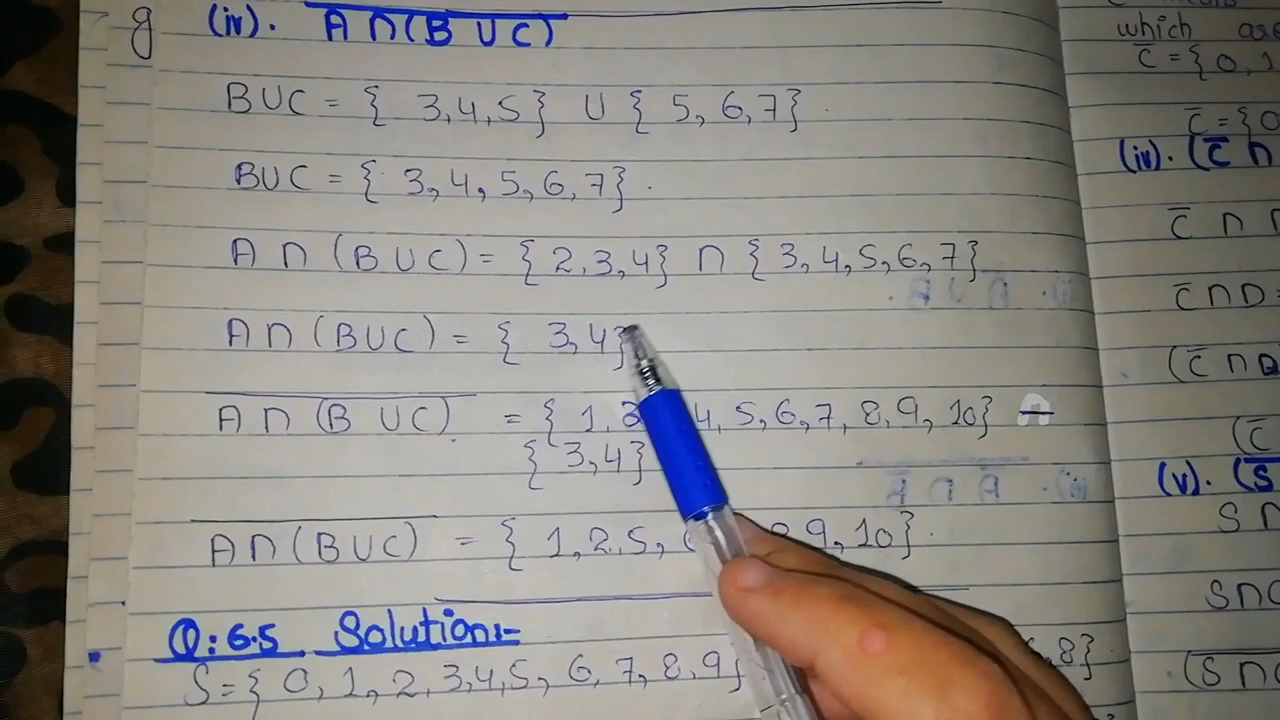 g (iv). A∩(B∪C)
B∪C = { 3,4,5} ∪ { 5, 6,7} .
B∪C = { 3, 4, 5, 6, 7} .
A ∩ (B ∪ C) = { 2,3,4} ∩ { 3, 4, 5, 6, 7}
A ∩ (B∪C) = { 3,4}
A ∩ (B ∪ C) = { 1, 4, 5, 6, 7, 8, 9, 10} –
{ 3,4}
A∩(B∪C) = { 1, 2, 5, 9, 10} .
Q:6.5 Solution:-
S = { 0, 1, 2, 3,4,5, 6, 7, 8, 9} 8}
which
C̅ = {0, 1
C̅ = {0
(iv). (C̅ ∩
C̅ ∩
C̅ ∩ D =
(C̅ ∩ D
(C̅
(v). (S
S ∩
S∩
(S∩